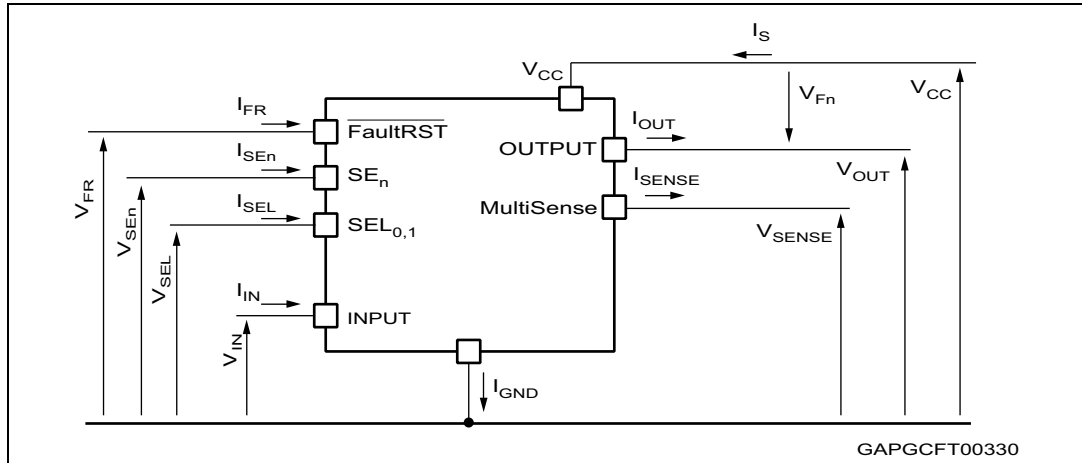 I_S
V_CC
V_Fn
V_CC
I_FR
FaultRST
I_OUT
OUTPUT
I_SEn
SE_n
I_SENSE
MultiSense
V_OUT
V_FR
V_SEn
I_SEL
SEL_0,1
V_SENSE
V_SEL
I_IN
INPUT
V_IN
I_GND
GAPGCFT00330